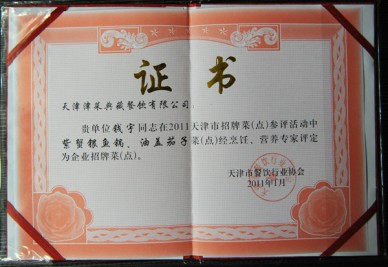 证书
天津津菜典藏餐饮有限公司:
贵单位钱宇同志在2011天津市招牌菜(点)参评活动中
紫蟹银鱼锅、油盖茄子菜(点)经烹饪、营养专家评定
为企业招牌菜(点)。
天津市餐饮行业协会
2011年1月